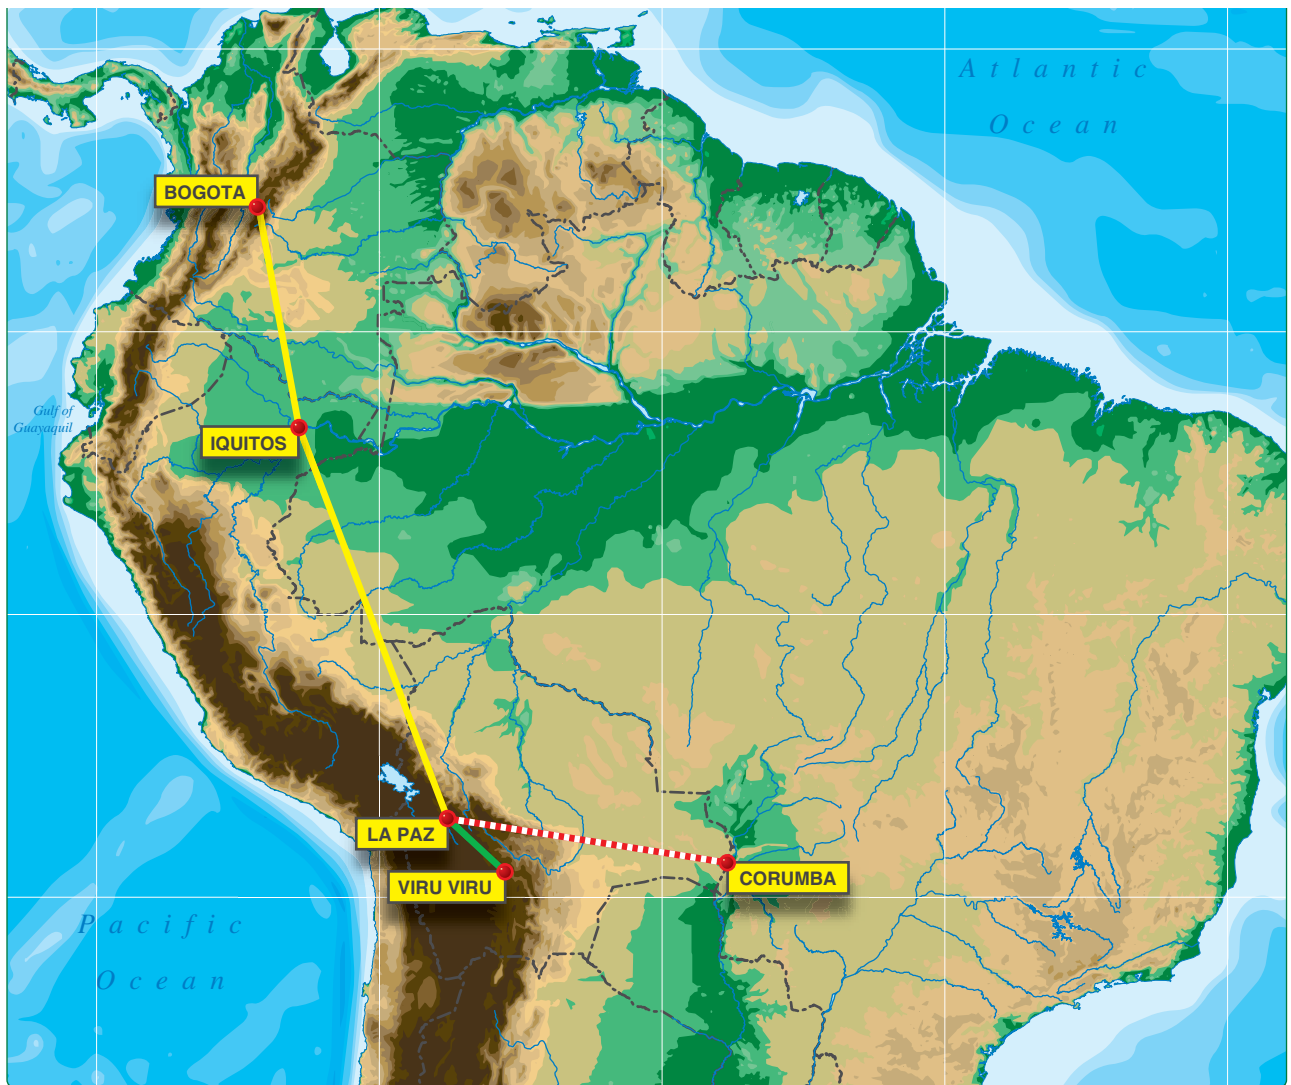 Atlantic
Ocean
BOGOTA
Gulf of
Guayaquil
IQUITOS
LA PAZ
VIRU VIRU
CORUMBA
Pacific
Ocean